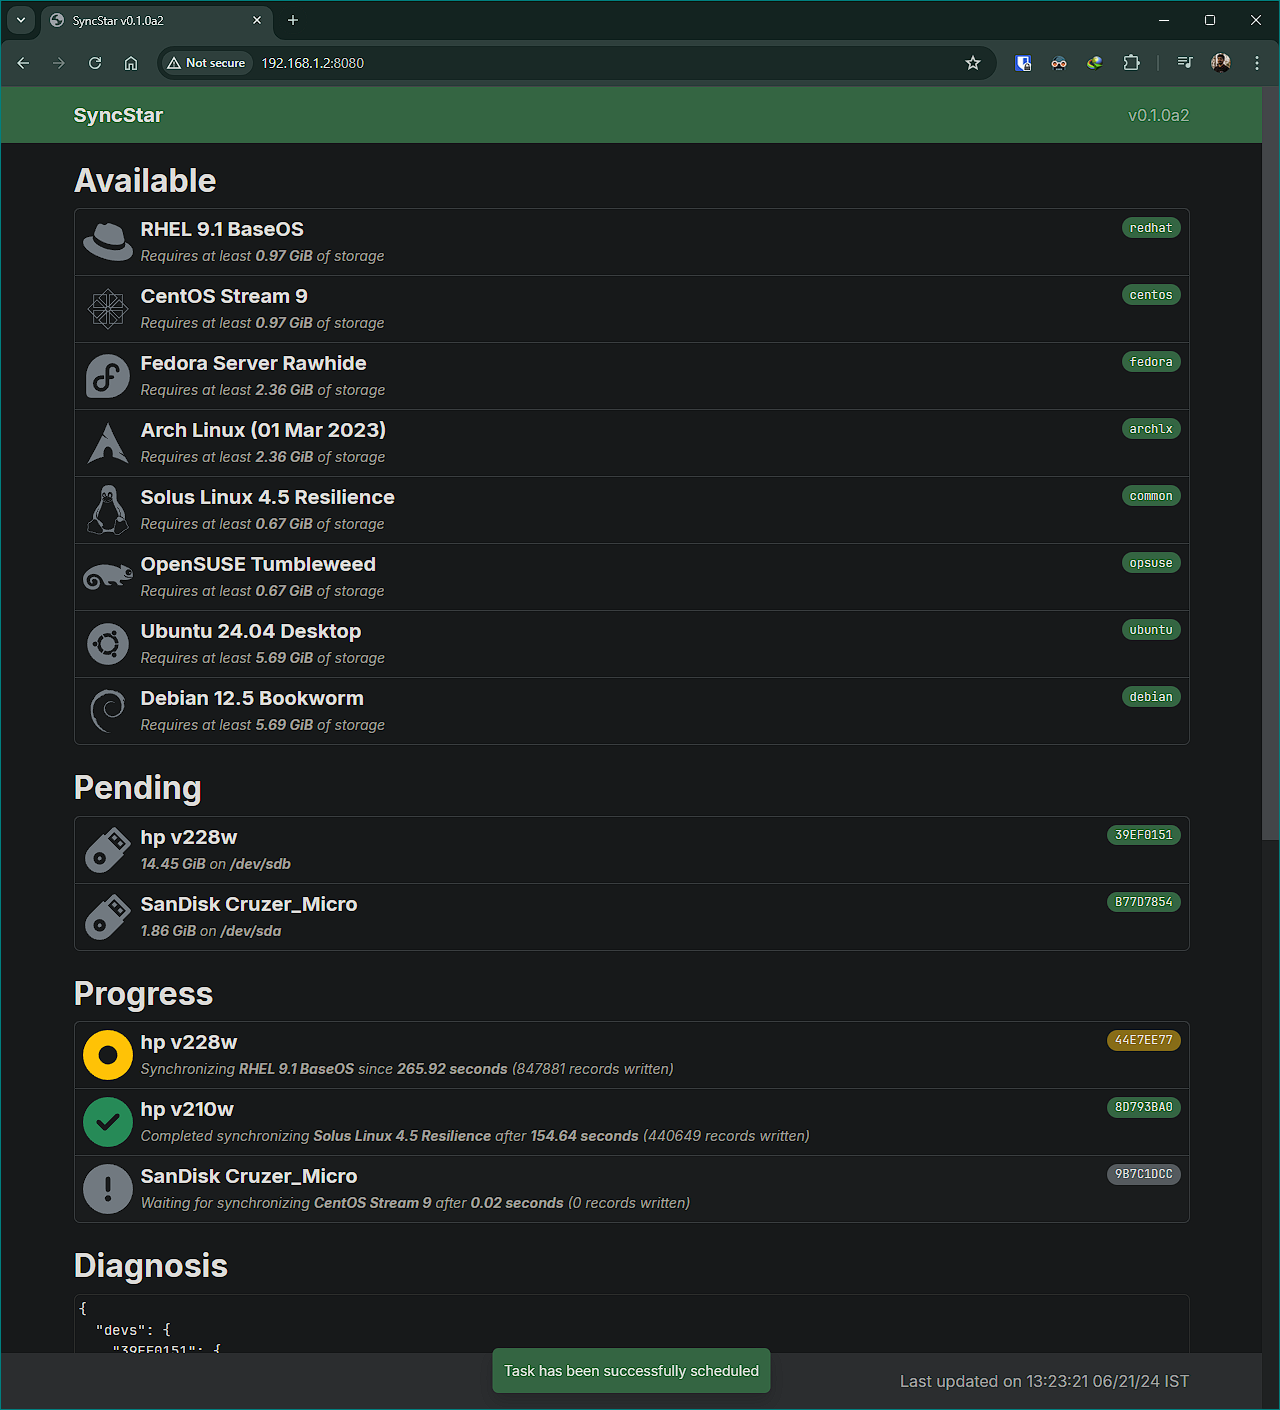 SyncStar v0.1.0a2
Not secure
192.168.1.2:8080
SyncStar
v0.1.0a2
Available
RHEL 9.1 BaseOS
redhat
Requires at least 0.97 GiB of storage
CentOS Stream 9
centos
Requires at least 0.97 GiB of storage
Fedora Server Rawhide
fedora
Requires at least 2.36 GiB of storage
Arch Linux (01 Mar 2023)
archlx
Requires at least 2.36 GiB of storage
Solus Linux 4.5 Resilience
common
Requires at least 0.67 GiB of storage
OpenSUSE Tumbleweed
opsuse
Requires at least 0.67 GiB of storage
Ubuntu 24.04 Desktop
ubuntu
Requires at least 5.69 GiB of storage
Debian 12.5 Bookworm
debian
Requires at least 5.69 GiB of storage
Pending
hp v228w
39EF0151
14.45 GiB on /dev/sdb
SanDisk Cruzer_Micro
B77D7854
1.86 GiB on /dev/sda
Progress
hp v228w
44E7EE77
Synchronizing RHEL 9.1 BaseOS since 265.92 seconds (847881 records written)
hp v210w
8D793BA0
Completed synchronizing Solus Linux 4.5 Resilience after 154.64 seconds (440649 records written)
SanDisk Cruzer_Micro
9B7C1DCC
Waiting for synchronizing CentOS Stream 9 after 0.02 seconds (0 records written)
Diagnosis
{
"devs": {
"39EF0151": {
Task has been successfully scheduled
Last updated on 13:23:21 06/21/24 IST